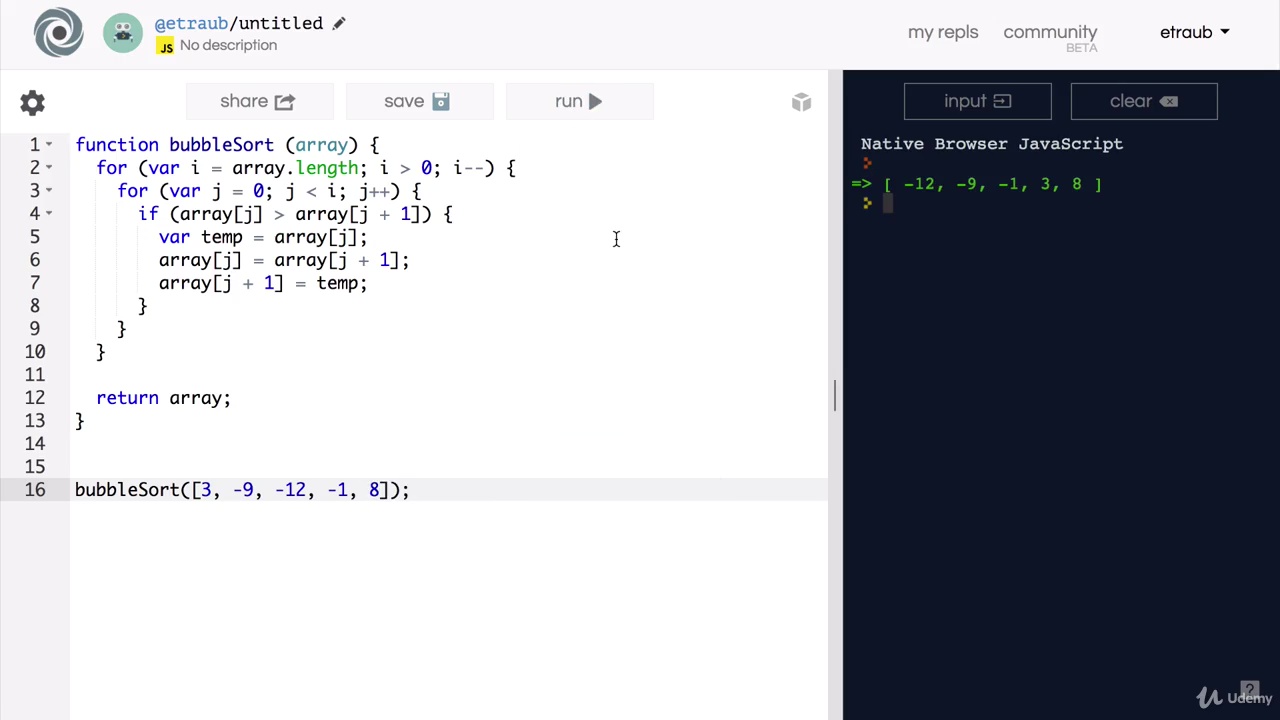 @etraub/untitled
JS No description
my repls
community
BETA
etraub
share
save
run
1 function bubbleSort (array) {
2 for (var i = array.length; i > 0; i--) {
3 for (var j = 0; j < i; j++) {
4 if (array[j] > array[j + 1]) {
5 var temp = array[j];
6 array[j] = array[j + 1];
7 array[j + 1] = temp;
8 }
9 }
10 }
11
12 return array;
13 }
14
15
16 bubbleSort([3, -9, -12, -1, 8]);
input
clear
Native Browser JavaScript
=> [ -12, -9, -1, 3, 8 ]
?
Udemy